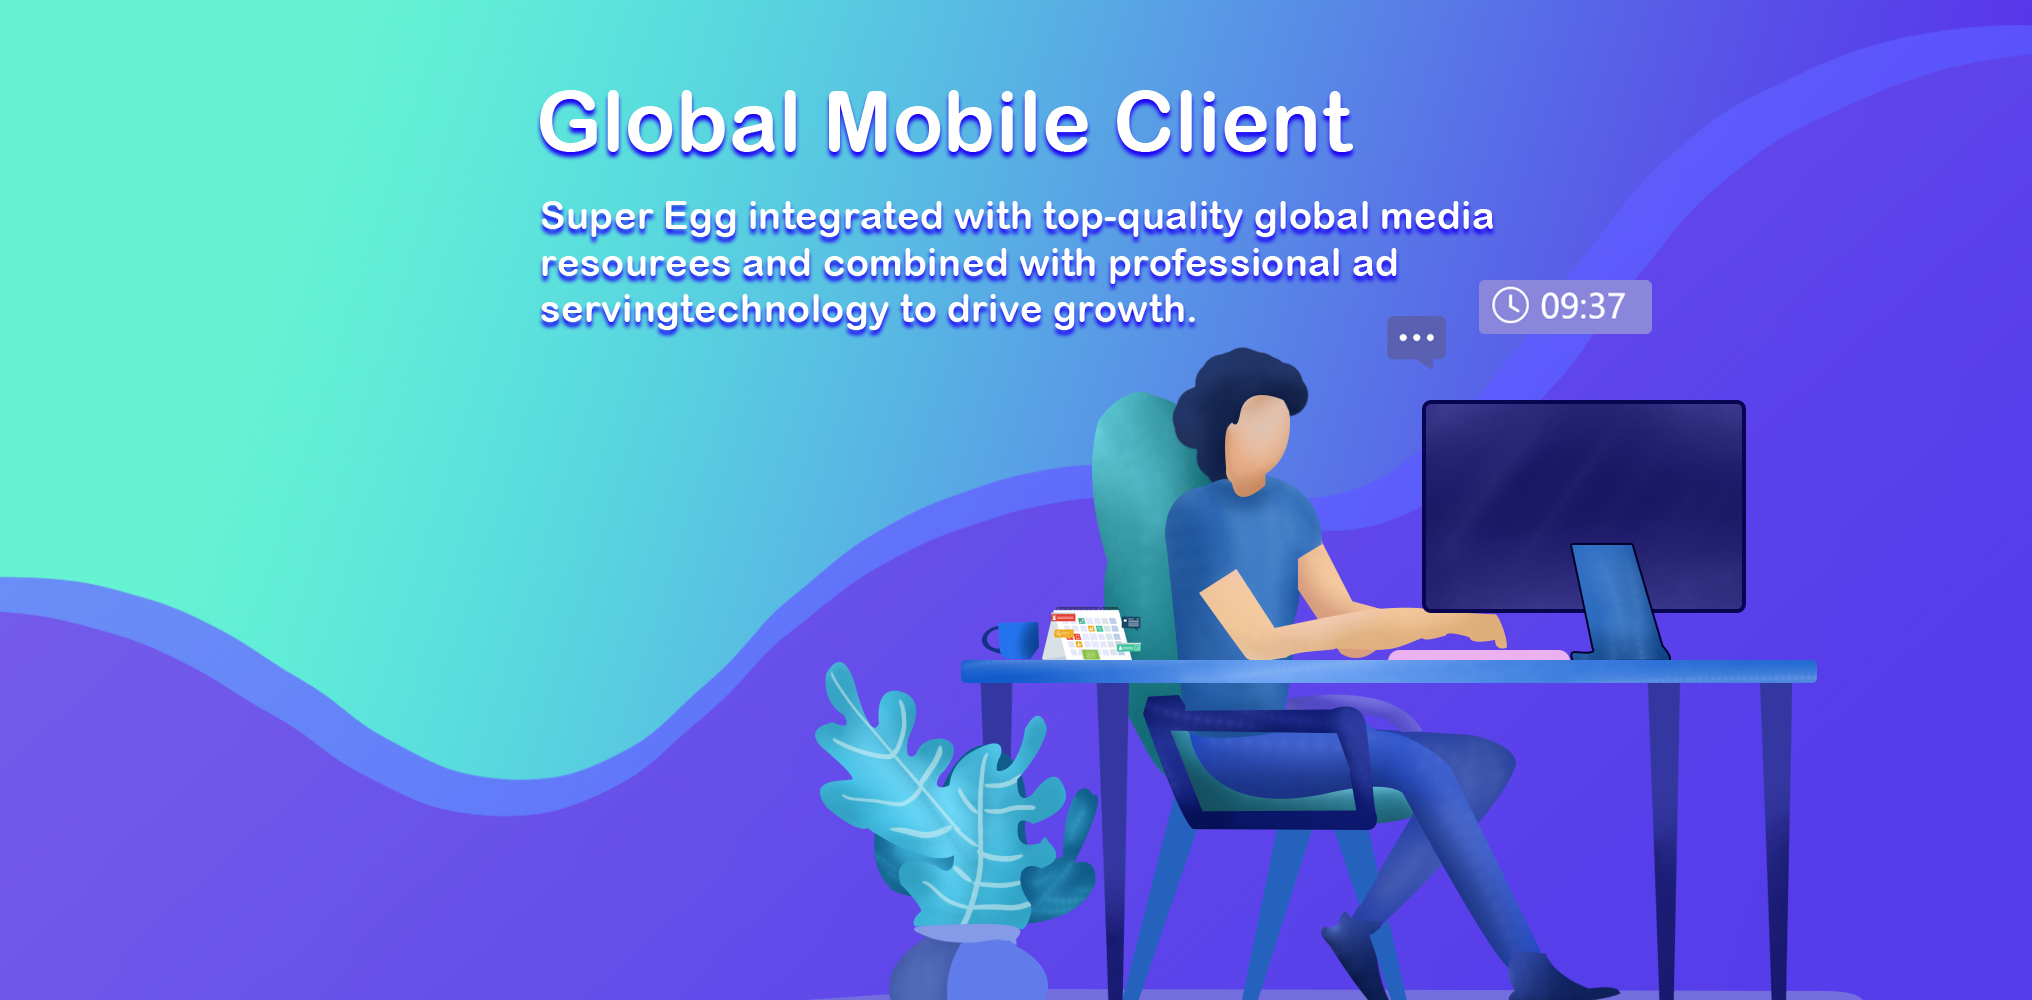 Global Mobile Client
Super Egg integrated with top-quality global media
resourees and combined with professional ad
servingtechnology to drive growth.
09:37